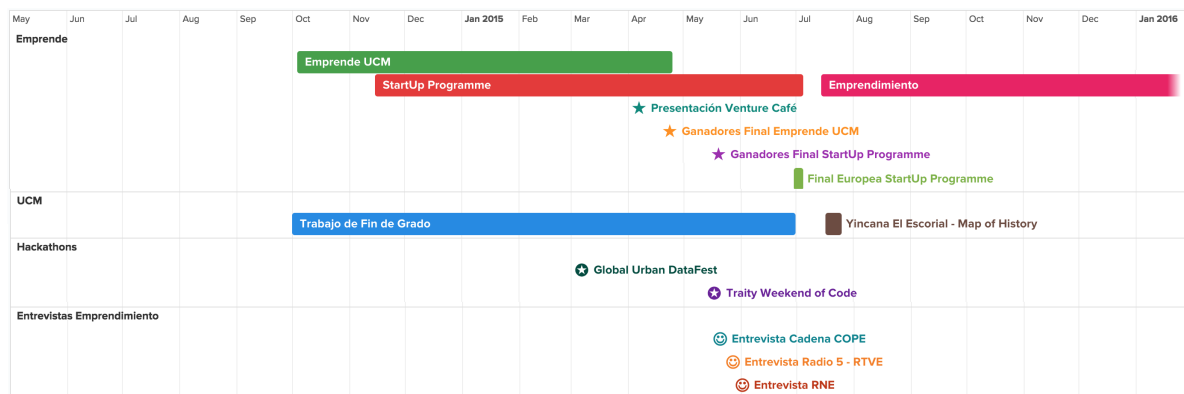 May Jun Jul Aug Sep Oct Nov Dec Jan 2015 Feb Mar Apr May Jun Jul Aug Sep Oct Nov Dec Jan 2016
Emprende
Emprende UCM
StartUp Programme Emprendimiento
Presentación Venture Café
Ganadores Final Emprende UCM
Ganadores Final StartUp Programme
Final Europea StartUp Programme
UCM
Trabajo de Fin de Grado Yincana El Escorial - Map of History
Hackathons
Global Urban DataFest
Traity Weekend of Code
Entrevistas Emprendimiento
Entrevista Cadena COPE
Entrevista Radio 5 - RTVE
Entrevista RNE